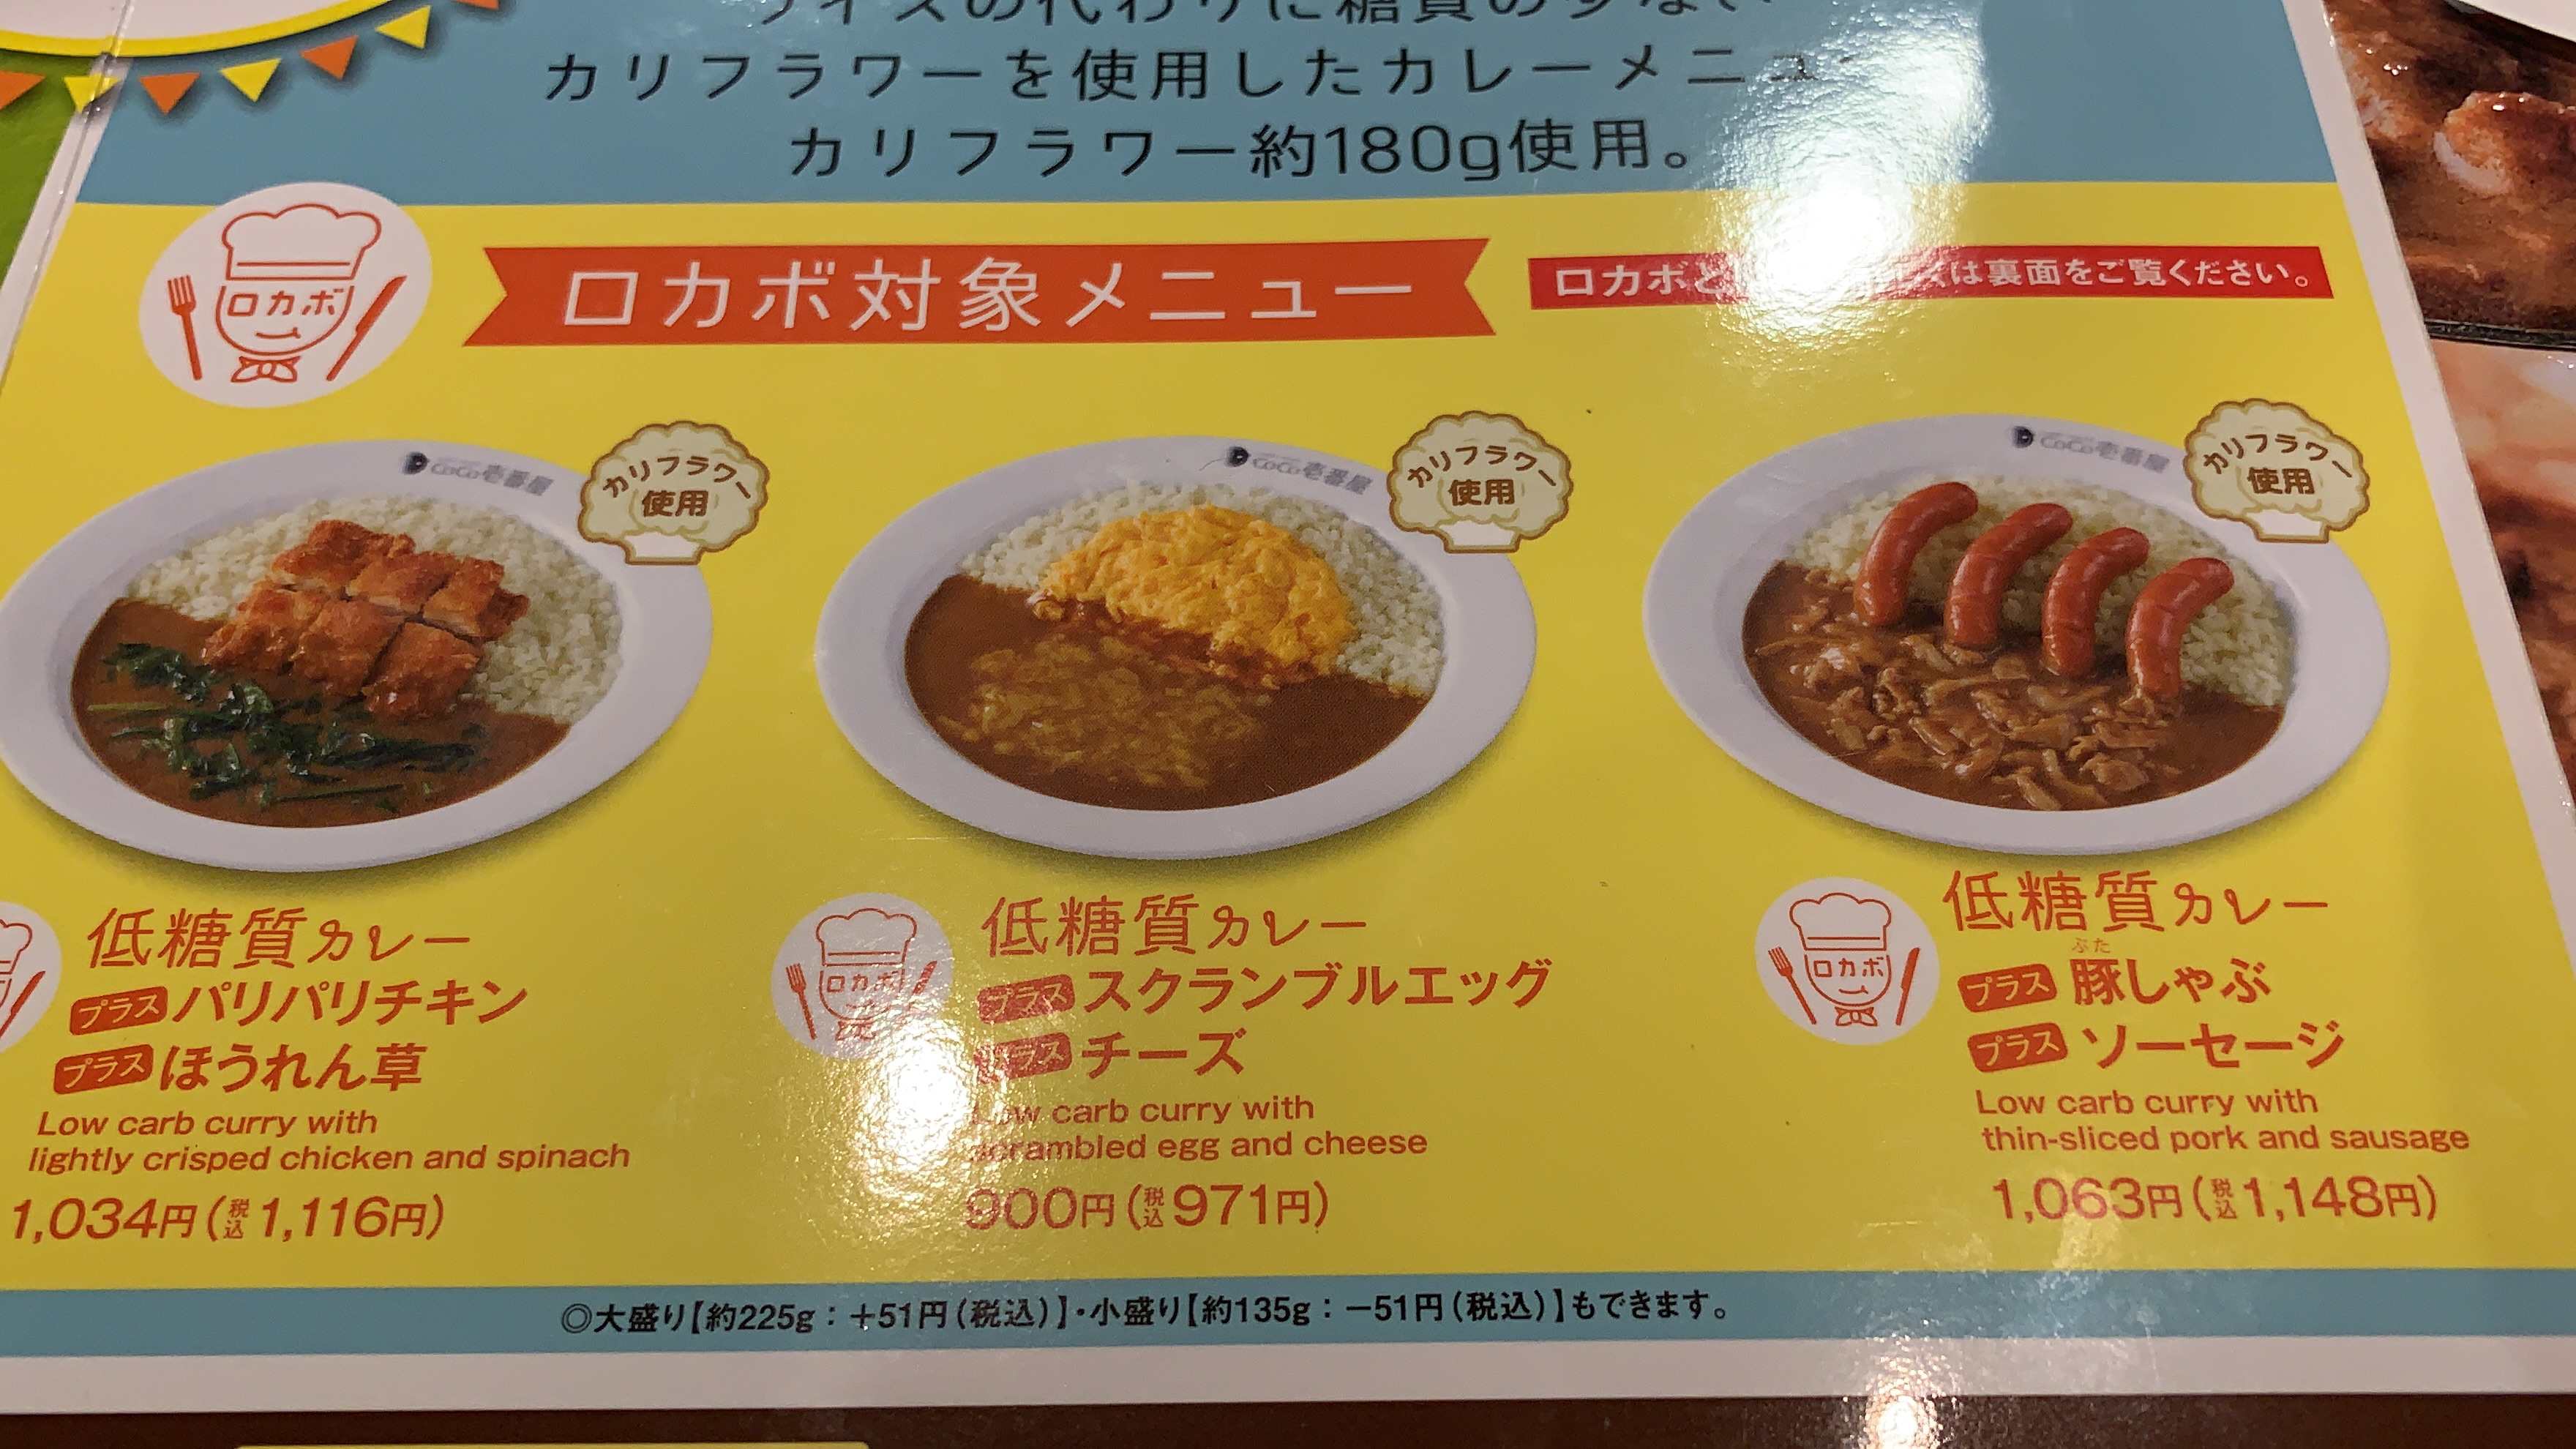 カリフラワーを使用したカレーメニュー
カリフラワー約180g使用。
ロカボ
ロカボ対象メニュー
ロカボと
は裏面をご覧ください。
CoCo壱番屋
カリフラワー
使用
CoCo壱番屋
カリフラワー
使用
CoCo壱番屋
カリフラワー
使用
低糖質カレー
プラス パリパリチキン
プラス ほうれん草
Low carb curry with
lightly crisped chicken and spinach
1,034円(税込1,116円)
ロカボ
低糖質カレー
プラス スクランブルエッグ
プラス チーズ
Low carb curry with
scrambled egg and cheese
900円(税込971円)
ロカボ
低糖質カレー
ぶた
プラス 豚しゃぶ
プラス ソーセージ
Low carb curry with
thin-sliced pork and sausage
1,063円(税込1,148円)
◎大盛り【約225g:+51円(税込)】・小盛り【約135g:−51円(税込)】もできます。